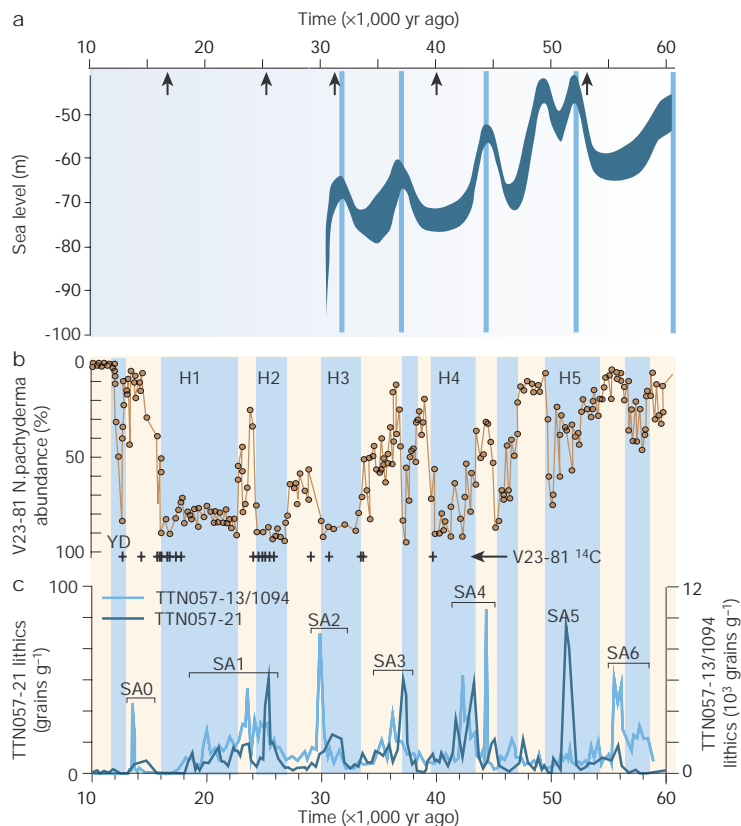 a
Time (×1,000 yr ago)
10 20 30 40 50 60
-50
-60
-70
-80
-90
-100
Sea level (m)
b
0
50
100
V23-81 N.pachyderma
abundance (%)
H1 H2 H3 H4 H5
YD
V23-81 ¹⁴C
c
100
0
TTN057-21 lithics
(grains g⁻¹)
TTN057-13/1094
TTN057-21
SA0 SA1 SA2 SA3 SA4 SA5 SA6
12
0
TTN057-13/1094
lithics (10³ grains g⁻¹)
10 20 30 40 50 60
Time (×1,000 yr ago)